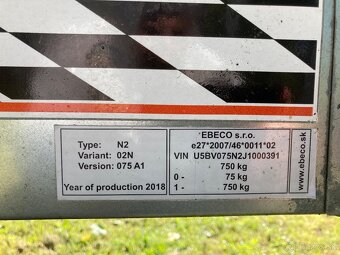 Type: N2
Variant: 02N
Version: 075 A1
Year of production 2018
EBECO s.r.o.
e27*2007/46*0011*02
VIN U5BV075N2J1000391
750 kg
0- 75 kg
1- 750 kg
www.ebeco.sk